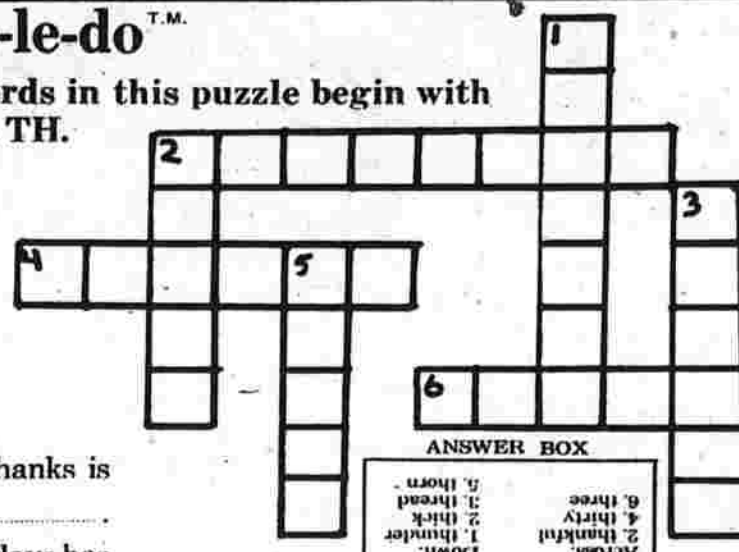 -le-do T.M.
rds in this puzzle begin with
TH.
1
2
3
4
5
6
hanks is
ANSWER BOX
Across:
2. thankful
4. thirty
6. three
Down:
1. thunder
2. thick
3. thread
5. thorn